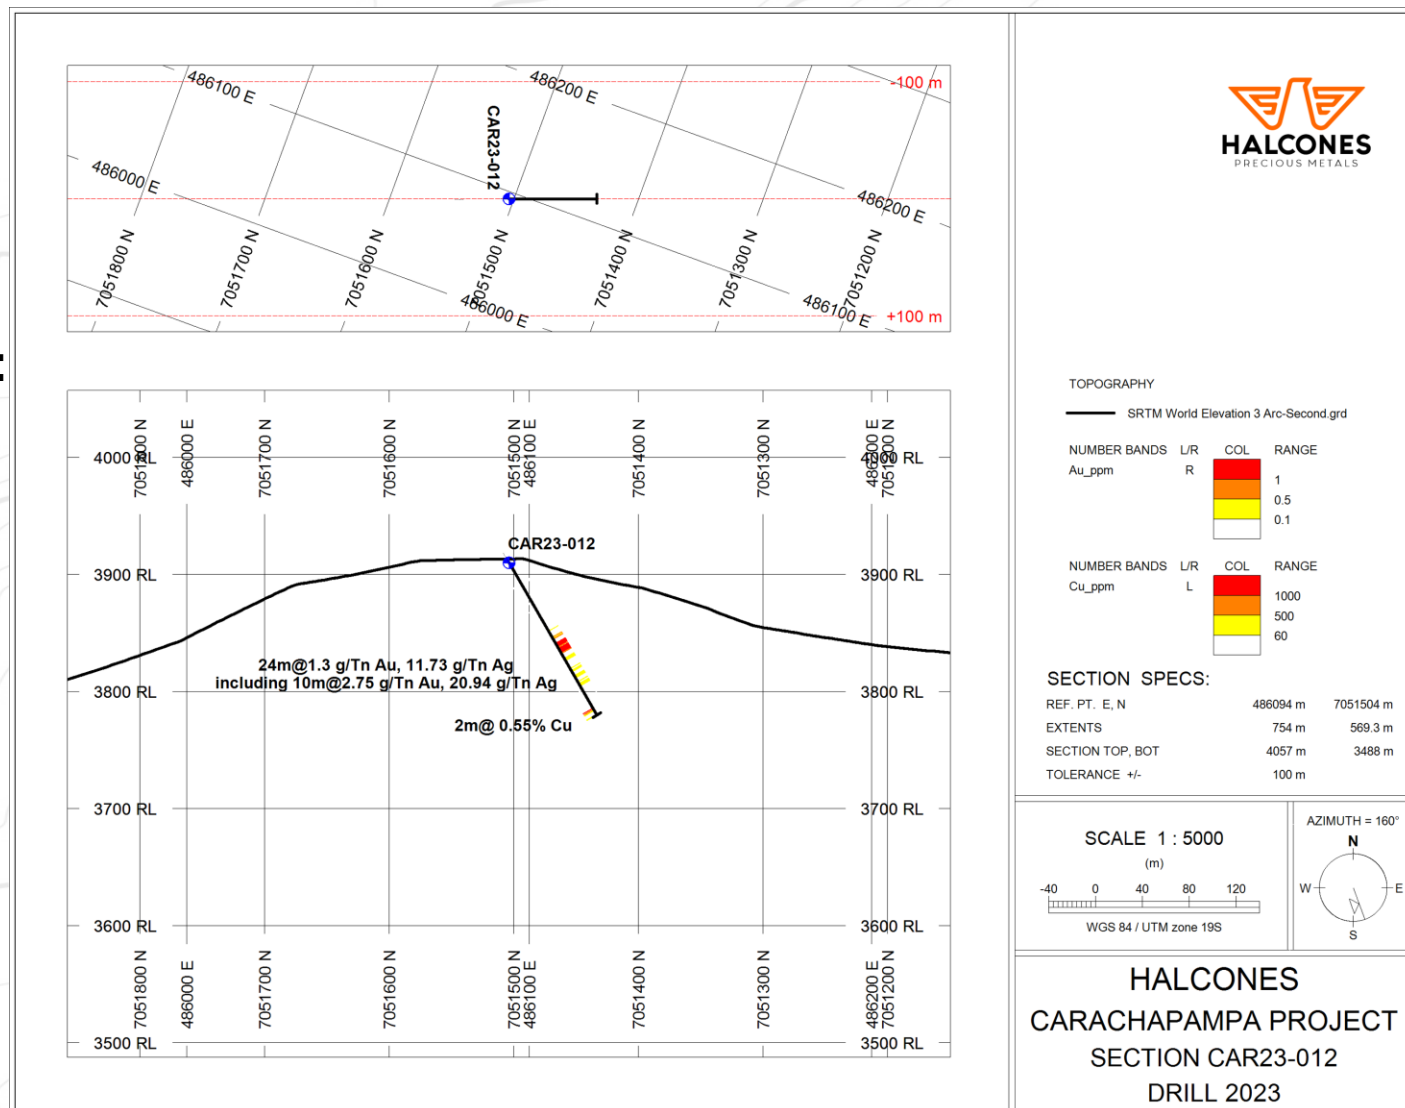 486100 E
486200 E
-100 m
CAR23-012
486000 E
486200 E
7051800 N
7051700 N
7051600 N
7051500 N
7051400 N
7051300 N
7051200 N
486000 E
486100 E
+100 m
HALCONES
PRECIOUS METALS
TOPOGRAPHY
SRTM World Elevation 3 Arc-Second.grd
NUMBER BANDS L/R COL RANGE
Au_ppm R
1
0.5
0.1
NUMBER BANDS L/R COL RANGE
Cu_ppm L
1000
500
60
7051800 N
486000 E
7051700 N
7051600 N
7051500 N
486100 E
7051400 N
7051300 N
486200 E
7051200 N
4000 RL
4000 RL
CAR23-012
3900 RL
3900 RL
24m@1.3 g/Tn Au, 11.73 g/Tn Ag
including 10m@2.75 g/Tn Au, 20.94 g/Tn Ag
3800 RL
3800 RL
2m@ 0.55% Cu
3700 RL
3700 RL
3600 RL
3600 RL
7051800 N
486000 E
7051700 N
7051600 N
7051500 N
486100 E
7051400 N
7051300 N
486200 E
7051200 N
3500 RL
3500 RL
SECTION SPECS:
REF. PT. E, N 486094 m 7051504 m
EXTENTS 754 m 569.3 m
SECTION TOP, BOT 4057 m 3488 m
TOLERANCE +/- 100 m
SCALE 1 : 5000
(m)
-40 0 40 80 120
WGS 84 / UTM zone 19S
AZIMUTH = 160°
N
W
E
S
HALCONES
CARACHAPAMPA PROJECT
SECTION CAR23-012
DRILL 2023